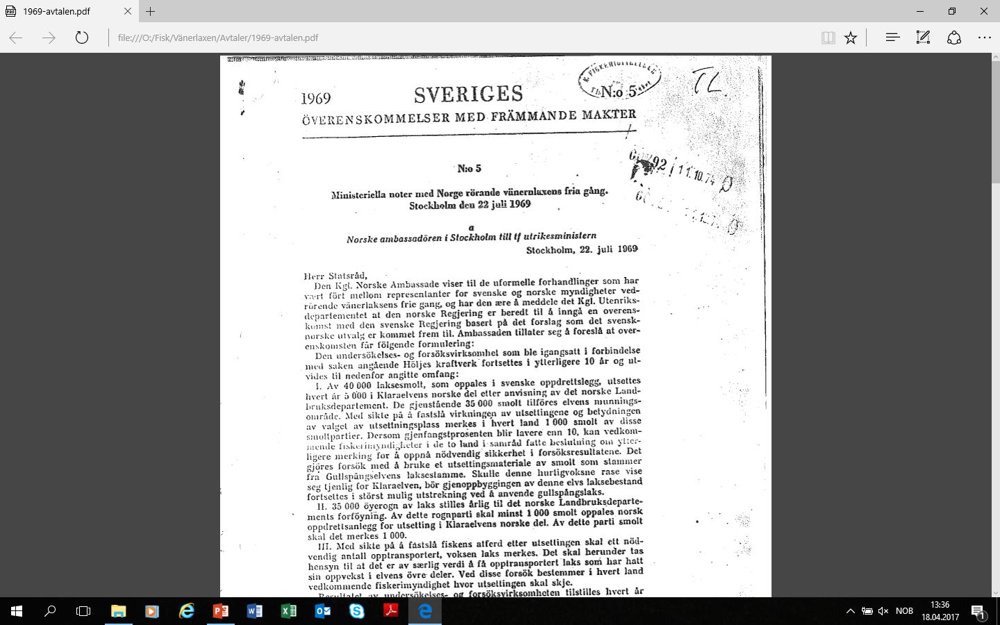 1969-avtalen.pdf
file:///O:/Fisk/Vänerlaxen/Avtaler/1969-avtalen.pdf
TL
1969 SVERIGES N:o 5
ÖVERENSKOMMELSER MED FRÄMMANDE MAKTER
N:o 5
92 / 11.10.74
Ministeriella noter med Norge rörande vänernlaxens fria gång.
Stockholm den 22 juli 1969
a
Norske ambassadören i Stockholm till tf utrikesministern
Stockholm, 22. juli 1969
Herr Statsråd,
Den Kgl. Norske Ambassade viser til de uformelle forhandlinger som har
vært fört mellom representanter for svenske og norske myndigheter ved-
rörende vänerlaksens frie gang, og har den ære å meddele det Kgl. Utenriks-
departementet at den norske Regjering er beredt til å inngå en overens-
komst med den svenske Regjering basert på det forslag som det svensk-
norske utvalg er kommet frem til. Ambassaden tillater seg å foreslå at over-
enskomsten får fölgende formulering:
Den undersökelses- og forsöksvirksomhet som ble igangsatt i forbindelse
med saken angående Höljes kraftverk fortsettes i ytterligere 10 år og ut-
vides til nedenfor angitte omfang:
I. Av 40 000 laksesmolt, som oppales i svenske oppdrettslegg, utsettes
hvert år 5 000 i Klaraelvens norske del etter anvisning av det norske Land-
bruksdepartement. De gjenstående 35 000 smolt tilföres elvens munnings-
område. Med sikte på å fastslå virkningen av utsettingene og betydningen
av valget av utsettningsplass merkes i hvert land 1 000 smolt av disse
smoltpartier. Dersom gjenfangstprosenten blir lavere enn 10, kan vedkom-
mende fiskerimyndigheter i de to land i samråd fatte beslutning om ytter-
ligere merking for å oppnå nödvendig sikkerhet i forsöksresultatene. Det
gjöres forsök med å bruke et utsettingsmateriale av smolt som stammer
fra Gullspångselvens laksestamme. Skulle denne hurtigvoksne rase vise
seg tjenlig for Klaraelven, bör gjenoppbyggingen av denne elvs laksebestand
fortsettes i störst mulig utstrekning ved å anvende gullspångslaks.
II. 35 000 öyerogn av laks stilles årlig til det norske Landbruksdeparte-
ments forföyning. Av dette rognparti skal minst 1 000 smolt oppales norsk
oppdrettsanlegg for utsetting i Klaraelvens norske del. Av dette parti smolt
skal det merkes 1 000.
III. Med sikte på å fastslå fiskens atferd etter utsettingen skal ett nöd-
vendig antall opptransportert, voksen laks merkes. Det skal herunder tas
hensyn til at det er av særlig verdi å få opptransportert laks som har hatt
sin oppvekst i elvens övre deler. Ved disse forsök bestemmer i hvert land
vedkommende fiskerimyndighet hvor utsettingen skal skje.
Resultatet av undersökelses- og forsöksvirksomheten tilstilles hvert år
NOB
13:36
18.04.2017
1